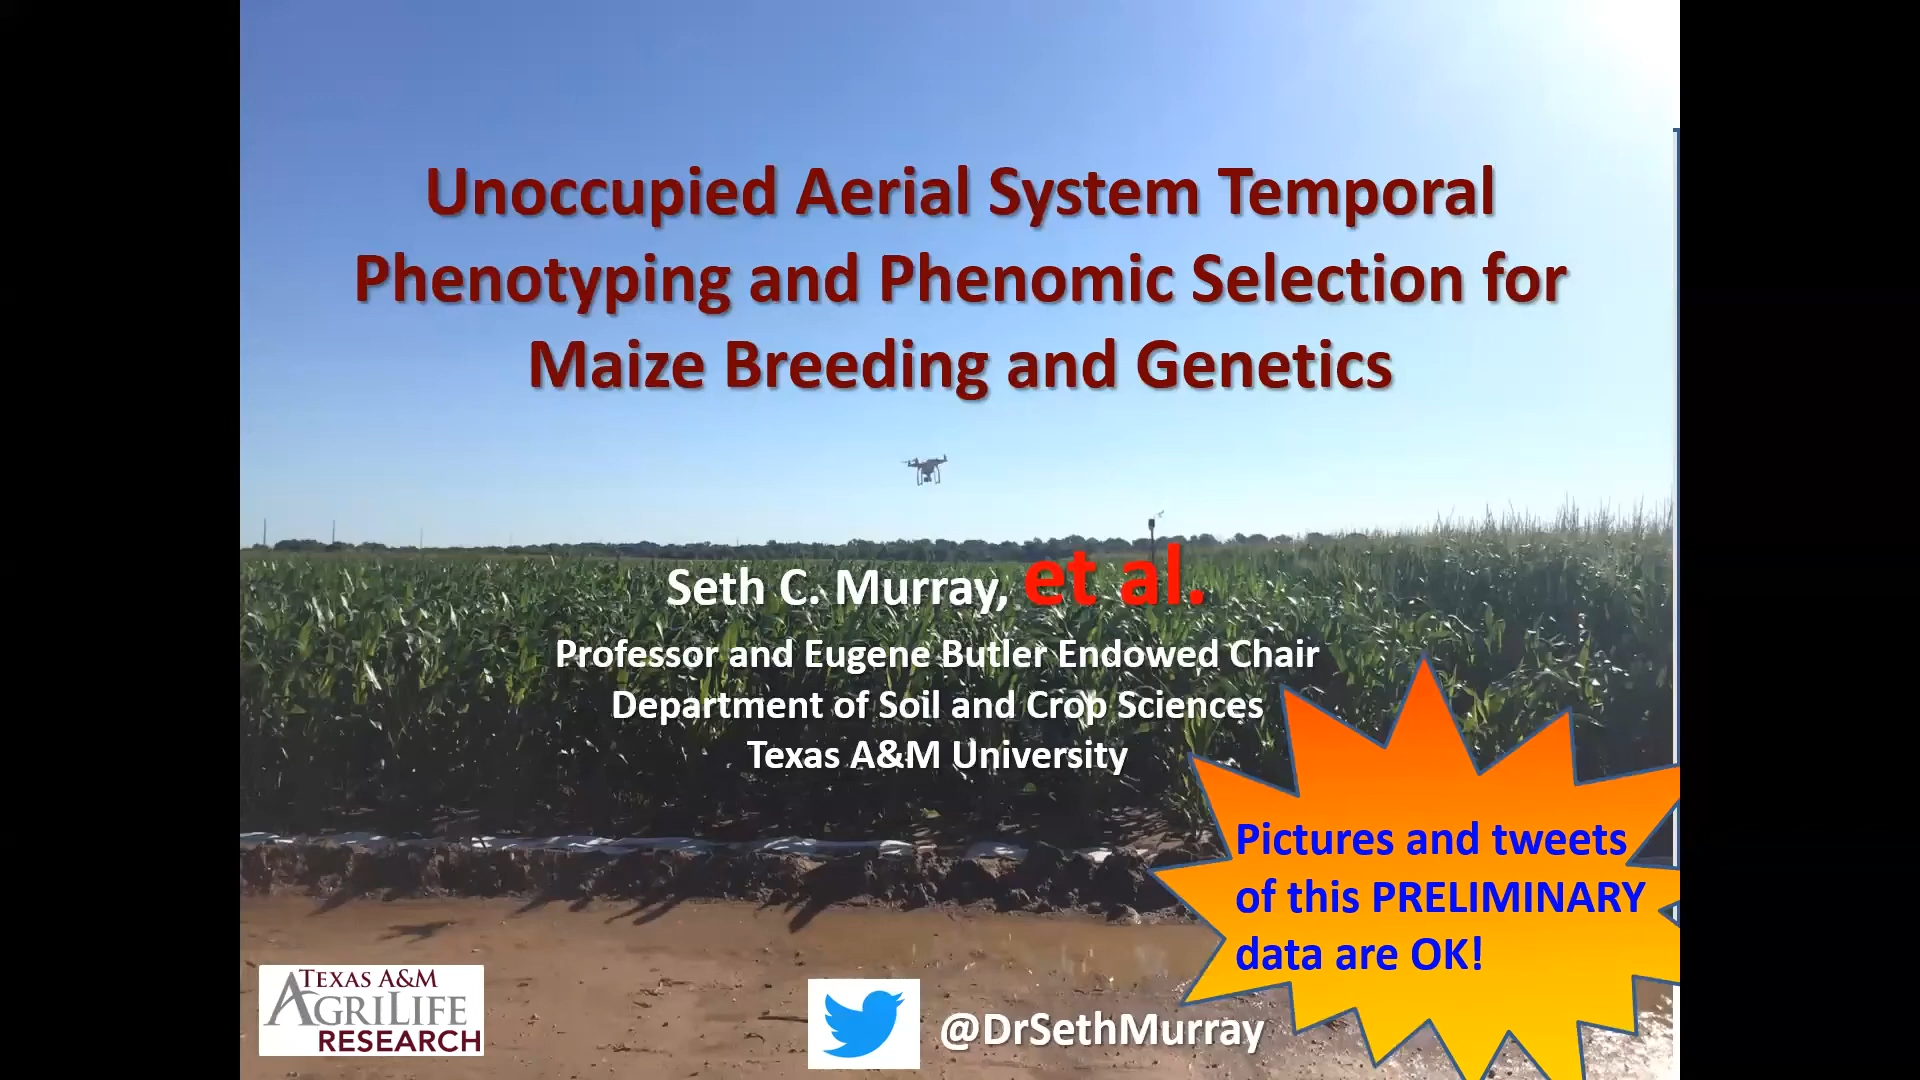 Unoccupied Aerial System Temporal
Phenotyping and Phenomic Selection for
Maize Breeding and Genetics
Seth C. Murray, et al.
Professor and Eugene Butler Endowed Chair
Department of Soil and Crop Sciences
Texas A&M University
Pictures and tweets
of this PRELIMINARY
data are OK!
TEXAS A&M
AGRILIFE
RESEARCH
@DrSethMurray